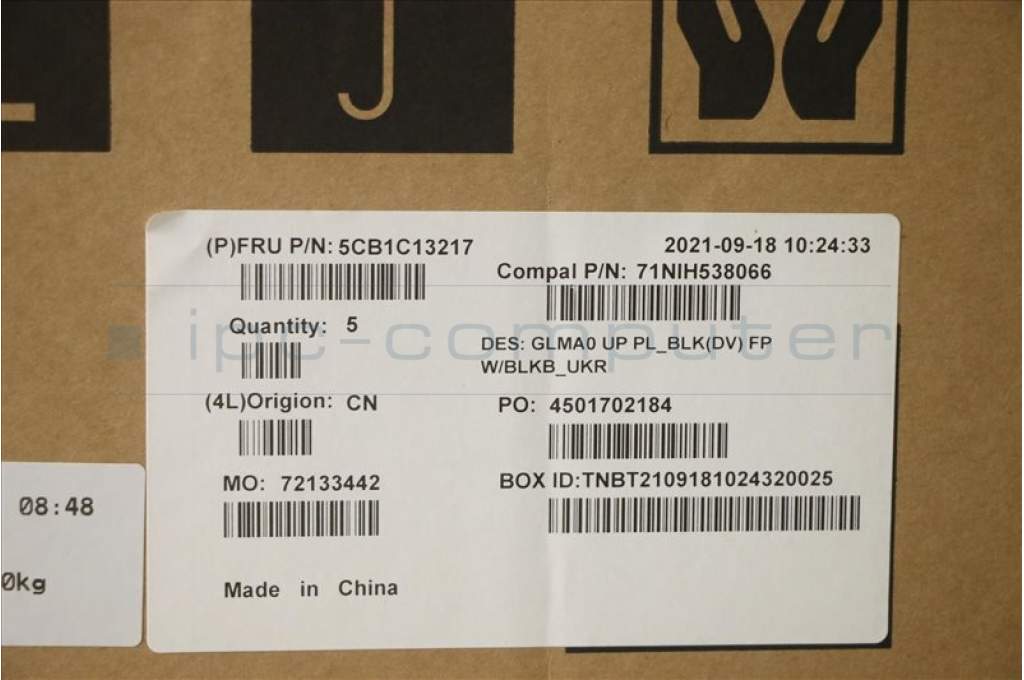 (P)FRU P/N: 5CB1C13217
2021-09-18 10:24:33
Compal P/N: 71NIH538066
Quantity: 5
DES: GLMA0 UP PL_BLK(DV) FP
W/BLKB_UKR
(4L)Origion: CN
PO: 4501702184
MO: 72133442
BOX ID:TNBT2109181024320025
Made in China
08:48
0kg
ipc-computer